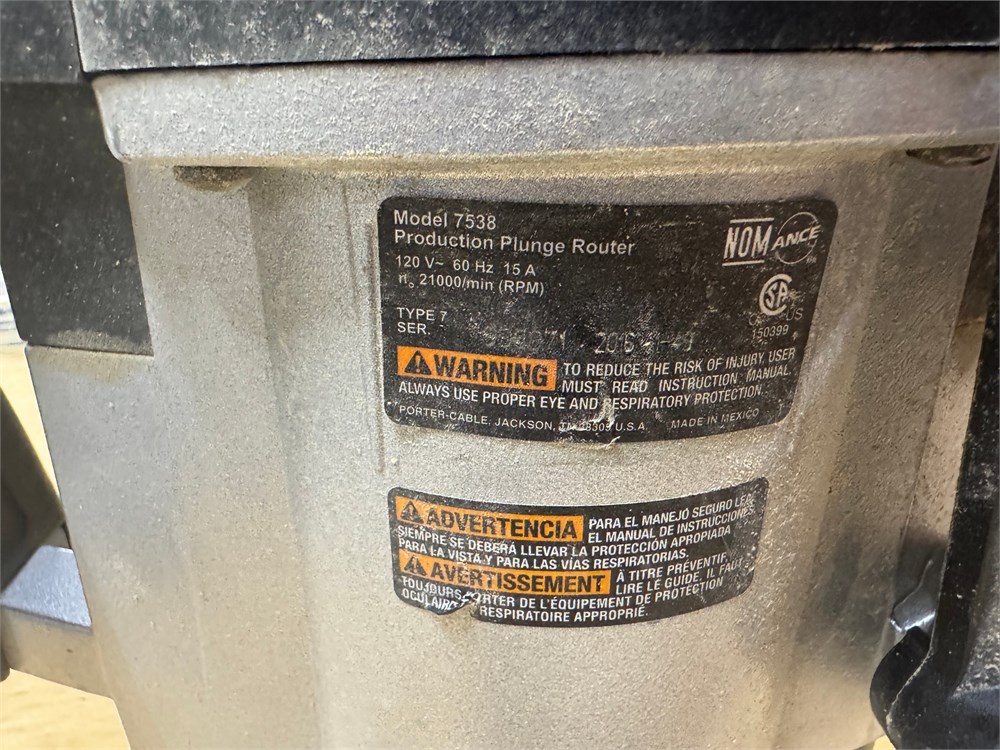 Model 7538
Production Plunge Router
120 V~ 60 Hz 15 A
n₀ 21000/min (RPM)
NOM ANCE
TYPE 7
SER.
150399
⚠WARNING TO REDUCE THE RISK OF INJURY, USER
MUST READ INSTRUCTION MANUAL.
ALWAYS USE PROPER EYE AND RESPIRATORY PROTECTION
PORTER-CABLE, JACKSON, U.S.A. MADE IN MEXICO
⚠ADVERTENCIA PARA EL MANEJO SEGURO LEA
EL MANUAL DE INSTRUCCIONES
SIEMPRE SE DEBERÁ LLEVAR LA PROTECCIÓN APROPIADA
PARA LA VISTA Y PARA LAS VÍAS RESPIRATORIAS.
⚠AVERTISSEMENT À TITRE PRÉVENTIF,
LIRE LE GUIDE. IL FAUT
TOUJOURS PORTER DE L'ÉQUIPEMENT DE PROTECTION
OCULAIRE RESPIRATOIRE APPROPRIÉ.